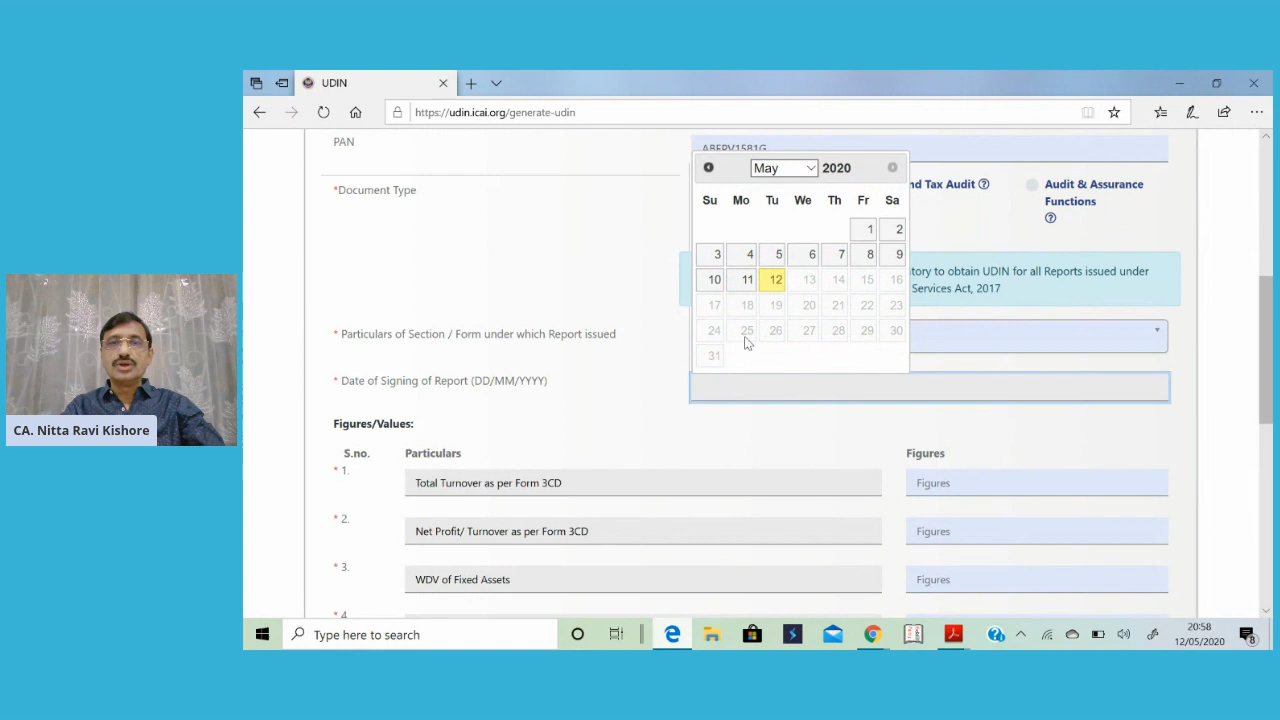 UDIN
https://udin.icai.org/generate-udin
PAN
*Document Type
May 2020
nd Tax Audit
Audit & Assurance
Functions
Su Mo Tu We Th Fr Sa
1 2
3 4 5 6 7 8 9
10 11 12 13 14 15 16
17 18 19 20 21 22 23
24 25 26 27 28 29 30
31
tory to obtain UDIN for all Reports issued under
Services Act, 2017
* Particulars of Section / Form under which Report issued
* Date of Signing of Report (DD/MM/YYYY)
Figures/Values:
S.no. Particulars Figures
* 1. Total Turnover as per Form 3CD Figures
* 2. Net Profit/ Turnover as per Form 3CD Figures
* 3. WDV of Fixed Assets Figures
* 4
CA. Nitta Ravi Kishore
Type here to search
20:58
12/05/2020
8